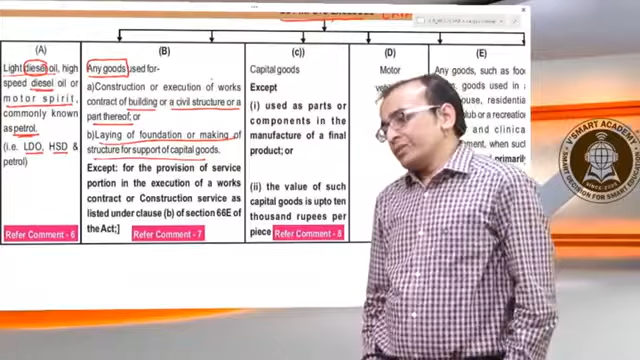 (A)
Light diesel oil, high
speed diesel oil or
motor spirit,
commonly known
as petrol.
(i.e. LDO, HSD &
petrol)
Refer Comment - 6
(B)
Any goods used for-
a)Construction or execution of works
contract of building or a civil structure or a
part thereof; or
b)Laying of foundation or making of
structure for support of capital goods.
Except: for the provision of service
portion in the execution of a works
contract or Construction service as
listed under clause (b) of section 66E of
the Act;]
Refer Comment - 7
(c))
Capital goods
Except
(i) used as parts or
components in the
manufacture of a final
product; or
(ii) the value of such
capital goods is upto ten
thousand rupees per
piece
Refer Comment - 8
(D)
Motor
(E)
Any goods, such as
goods used in
residential
club or a
and
when
primarily
V'SMART ACADEMY
DECISION FOR SMART
SINCE